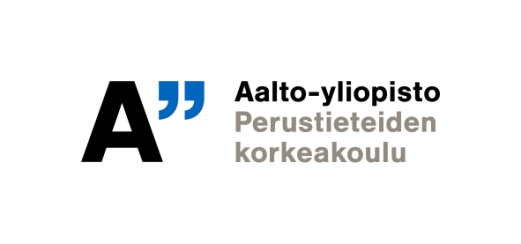 A”
Aalto-yliopisto
Perustieteiden
korkeakoulu